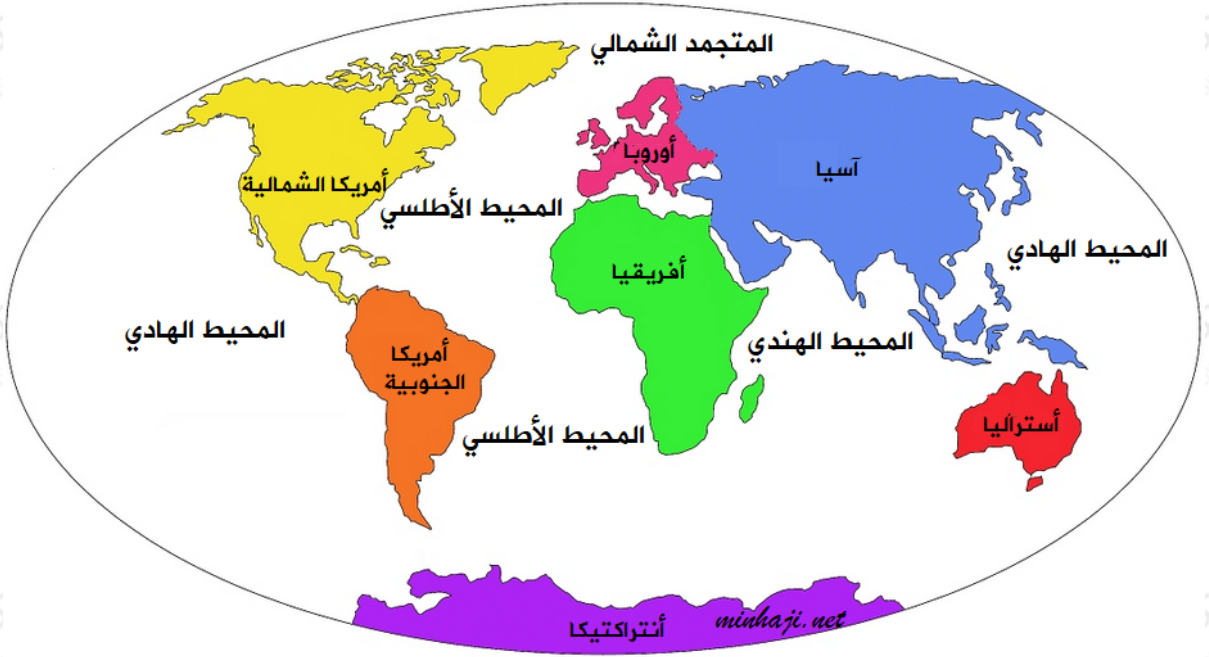 المتجمد الشمالي
أوروبا
آسيا
أمريكا الشمالية
المحيط الأطلسي
المحيط الهادي
أفريقيا
المحيط الهادي
المحيط الهندي
أمريكا
الجنوبية
أستراليا
المحيط الأطلسي
minhaji.net
أنتراكتيكا